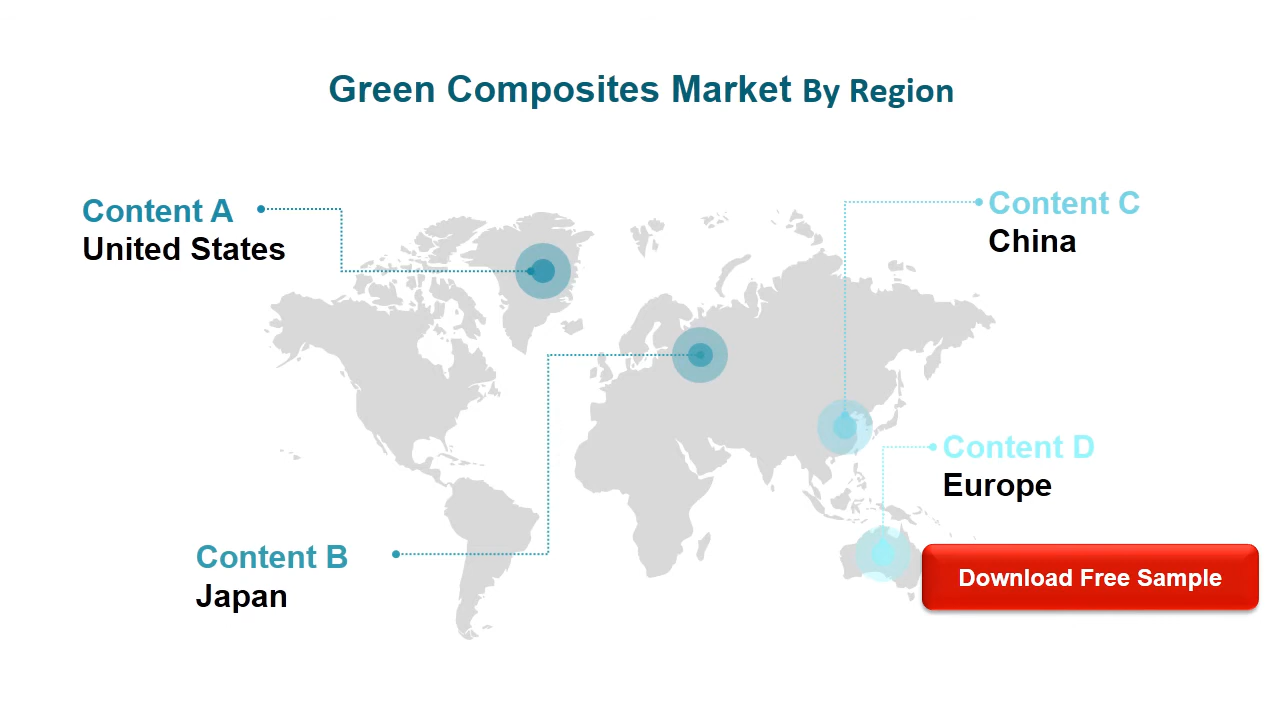 Green Composites Market By Region
Content A
United States
Content C
China
Content D
Europe
Content B
Japan
Download Free Sample